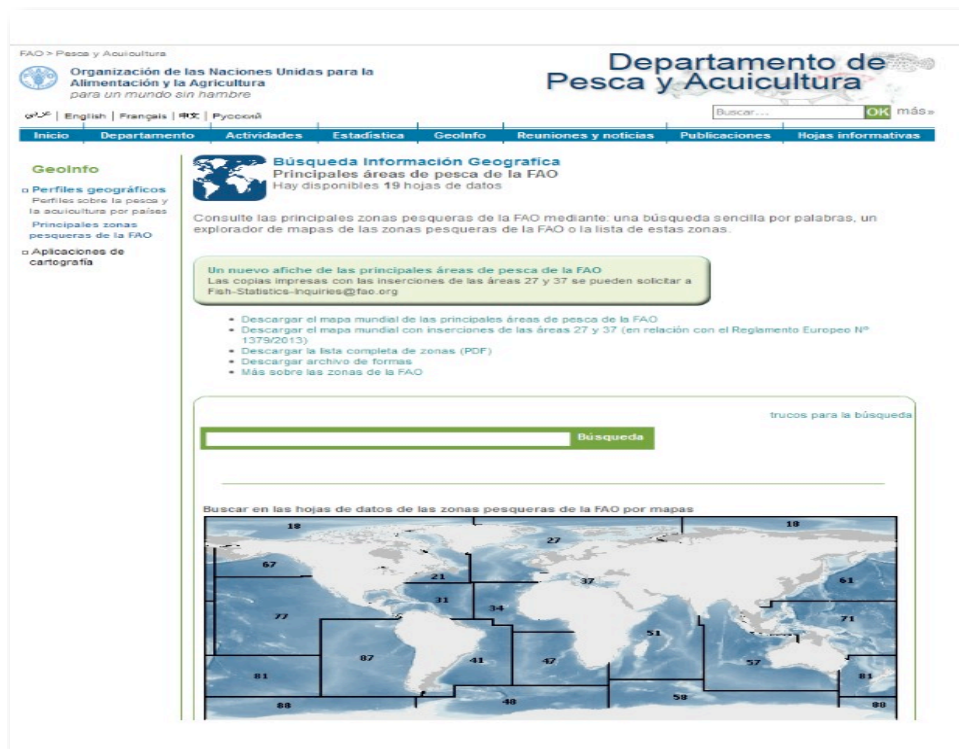 FAO > Pesca y Acuicultura
Organización de las Naciones Unidas para la
Alimentación y la Agricultura
para un mundo sin hambre
Departamento de
Pesca y Acuicultura
عربي | English | Français | 中文 | Русский
Buscar... OK más»
Inicio Departamento Actividades Estadística GeoInfo Reuniones y noticias Publicaciones Hojas informativas
GeoInfo
Perfiles geográficos
Perfiles sobre la pesca y
la acuicultura por países
Principales zonas
pesqueras de la FAO
Aplicaciones de
cartografía
Búsqueda Información Geografíca
Principales áreas de pesca de la FAO
Hay disponibles 19 hojas de datos
Consulte las principales zonas pesqueras de la FAO mediante: una búsqueda sencilla por palabras, un
explorador de mapas de las zonas pesqueras de la FAO o la lista de estas zonas.
Un nuevo afiche de las principales áreas de pesca de la FAO
Las copias impresas con las inserciones de las áreas 27 y 37 se pueden solicitar a
Fish-Statistics-Inquiries@fao.org
• Descargar el mapa mundial de las principales áreas de pesca de la FAO
• Descargar el mapa mundial con inserciones de las áreas 27 y 37 (en relación con el Reglamento Europeo Nº
1379/2013)
• Descargar la lista completa de zonas (PDF)
• Descargar archivo de formas
• Más sobre las zonas de la FAO
trucos para la búsqueda
Búsqueda
Buscar en las hojas de datos de las zonas pesqueras de la FAO por mapas
18 18
27
67
21 37 61
31 34
77 71
51
87 41 47 57
81 81
48 58
88 88